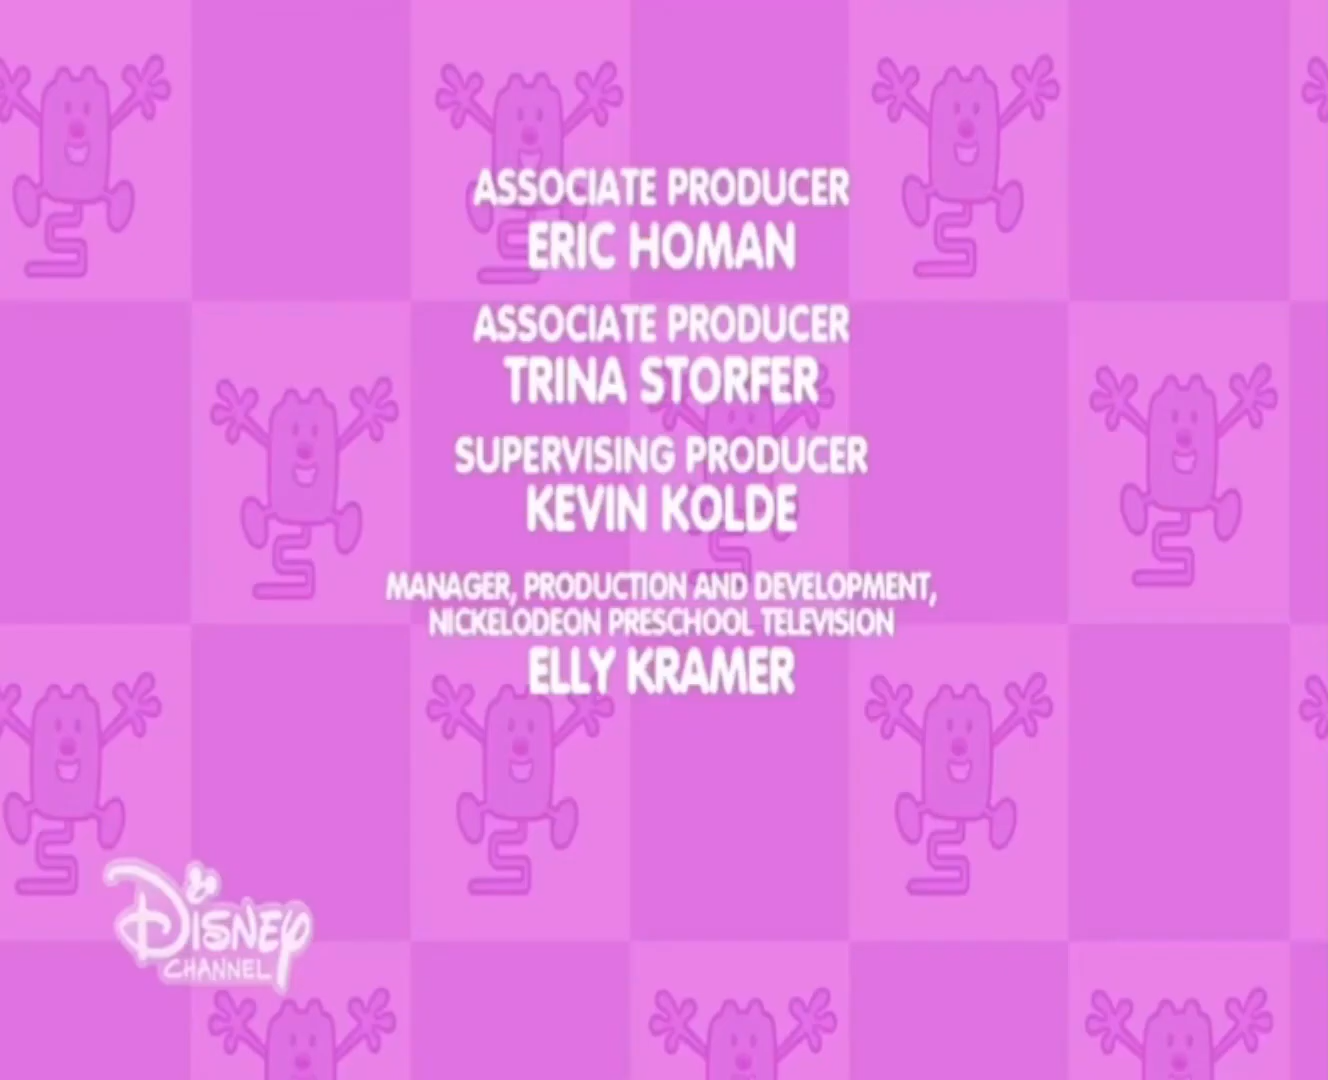 ASSOCIATE PRODUCER
ERIC HOMAN
ASSOCIATE PRODUCER
TRINA STORFER
SUPERVISING PRODUCER
KEVIN KOLDE
MANAGER, PRODUCTION AND DEVELOPMENT,
NICKELODEON PRESCHOOL TELEVISION
ELLY KRAMER
DISNEY
CHANNEL